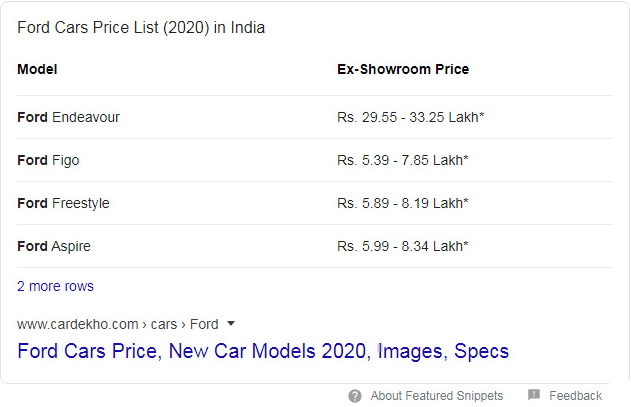 Ford Cars Price List (2020) in India
Model Ex-Showroom Price
Ford Endeavour Rs. 29.55 - 33.25 Lakh*
Ford Figo Rs. 5.39 - 7.85 Lakh*
Ford Freestyle Rs. 5.89 - 8.19 Lakh*
Ford Aspire Rs. 5.99 - 8.34 Lakh*
2 more rows
www.cardekho.com › cars › Ford
Ford Cars Price, New Car Models 2020, Images, Specs
About Featured Snippets Feedback